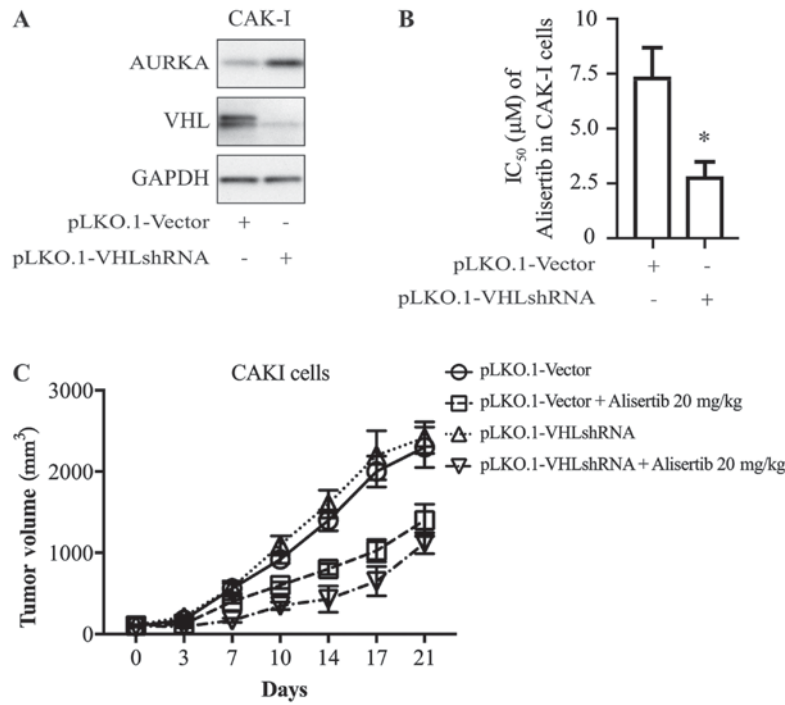 A
CAK-I
AURKA
VHL
GAPDH
pLKO.1-Vector + -
pLKO.1-VHLshRNA - +
B
IC50 (μM) of
Alisertib in CAK-I cells
10
7.5
5.0
2.5
0
*
pLKO.1-Vector + -
pLKO.1-VHLshRNA - +
C
CAKI cells
Tumor volume (mm3)
3000
2000
1000
0
0 3 7 10 14 17 21
Days
pLKO.1-Vector
pLKO.1-Vector + Alisertib 20 mg/kg
pLKO.1-VHLshRNA
pLKO.1-VHLshRNA + Alisertib 20 mg/kg